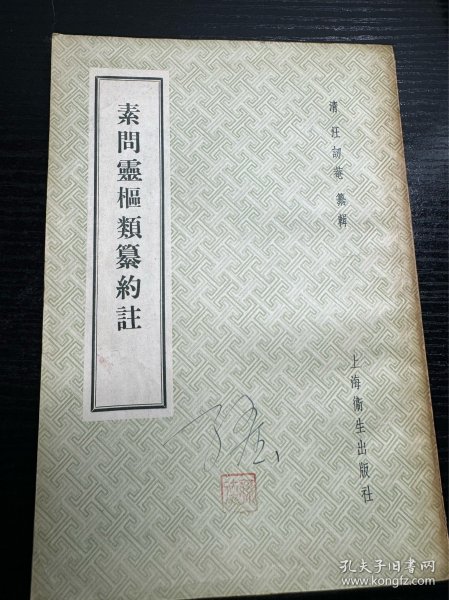 清 汪訒菴 纂輯
素問靈樞類纂約註
上海衛生出版社
孔夫子旧书网
www.kongfz.com